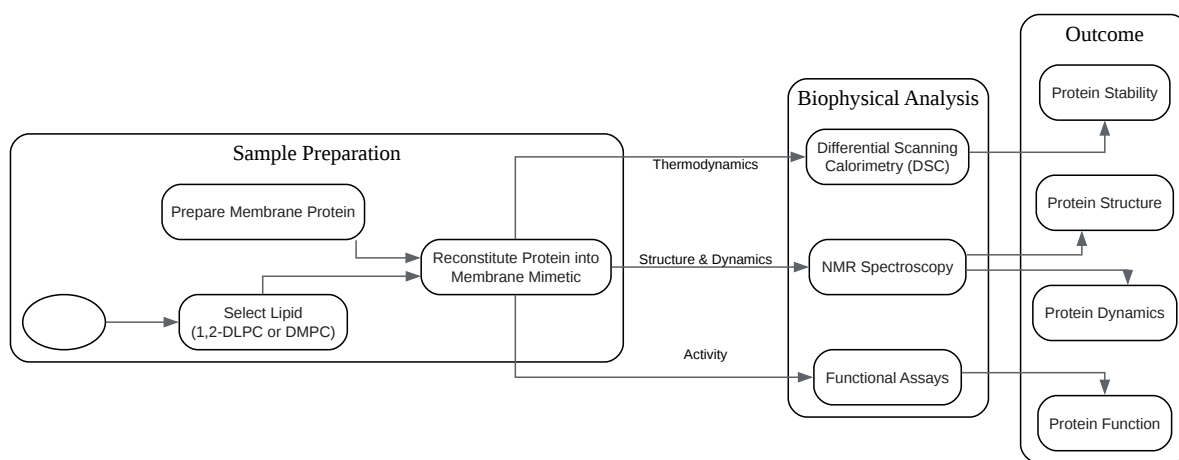 Sample Preparation
Prepare Membrane Protein
Select Lipid
(1,2-DLPC or DMPC)
Reconstitute Protein into
Membrane Mimetic
Thermodynamics
Structure & Dynamics
Activity
Biophysical Analysis
Differential Scanning
Calorimetry (DSC)
NMR Spectroscopy
Functional Assays
Outcome
Protein Stability
Protein Structure
Protein Dynamics
Protein Function